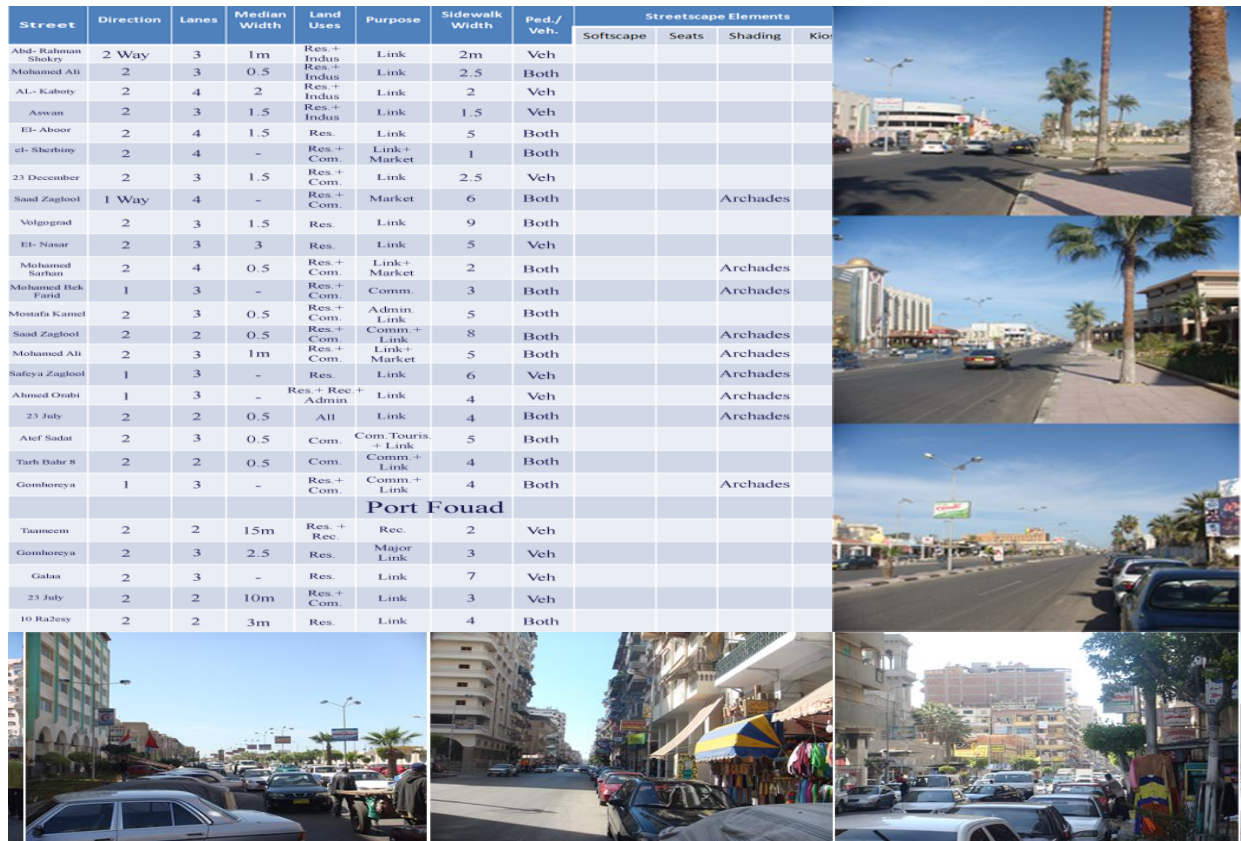 Street Direction Lanes Median Width Land Uses Purpose Sidewalk Width Ped./ Veh. Streetscape Elements
Softscape Seats Shading Kios
Abd- Rahman Shokry 2 Way 3 1m Res.+ Indus Link 2m Veh
Mohamed Ali 2 3 0.5 Res.+ Indus Link 2.5 Both
AL- Kaboty 2 4 2 Res.+ Indus Link 2 Veh
Aswan 2 3 1.5 Res.+ Indus Link 1.5 Veh
El- Aboor 2 4 1.5 Res. Link 5 Both
el- Sherbiny 2 4 - Res.+ Com. Link+ Market 1 Both
23 December 2 3 1.5 Res.+ Com. Link 2.5 Veh
Saad Zaglool 1 Way 4 - Res.+ Com. Market 6 Both Archades
Volgograd 2 3 1.5 Res. Link 9 Both
El- Nasar 2 3 3 Res. Link 5 Veh
Mohamed Sarhan 2 4 0.5 Res.+ Com. Link+ Market 2 Both Archades
Mohamed Bek Farid 1 3 - Res.+ Com. Comm. 3 Both Archades
Mostafa Kamel 2 3 0.5 Res.+ Com. Admin. Link 5 Both
Saad Zaglool 2 2 0.5 Res.+ Com. Comm.+ Link 8 Both Archades
Mohamed Ali 2 3 1m Res.+ Com. Link+ Market 5 Both Archades
Safeya Zaglool 1 3 - Res. Link 6 Veh Archades
Ahmed Orabi 1 3 - Res.+ Rec.+ Admin Link 4 Veh Archades
23 July 2 2 0.5 All Link 4 Both Archades
Atef Sadat 2 3 0.5 Com. Com.Touris. + Link 5 Both
Tarh Bahr 8 2 2 0.5 Com. Comm.+ Link 4 Both
Gomhoreya 1 3 - Res.+ Com. Comm.+ Link 4 Both Archades
Port Fouad
Taameem 2 2 15m Res. + Rec. Rec. 2 Veh
Gomhoreya 2 3 2.5 Res. Major Link 3 Veh
Galaa 2 3 - Res. Link 7 Veh
23 July 2 2 10m Res.+ Com. Link 3 Veh
10 Ra2esy 2 2 3m Res. Link 4 Both